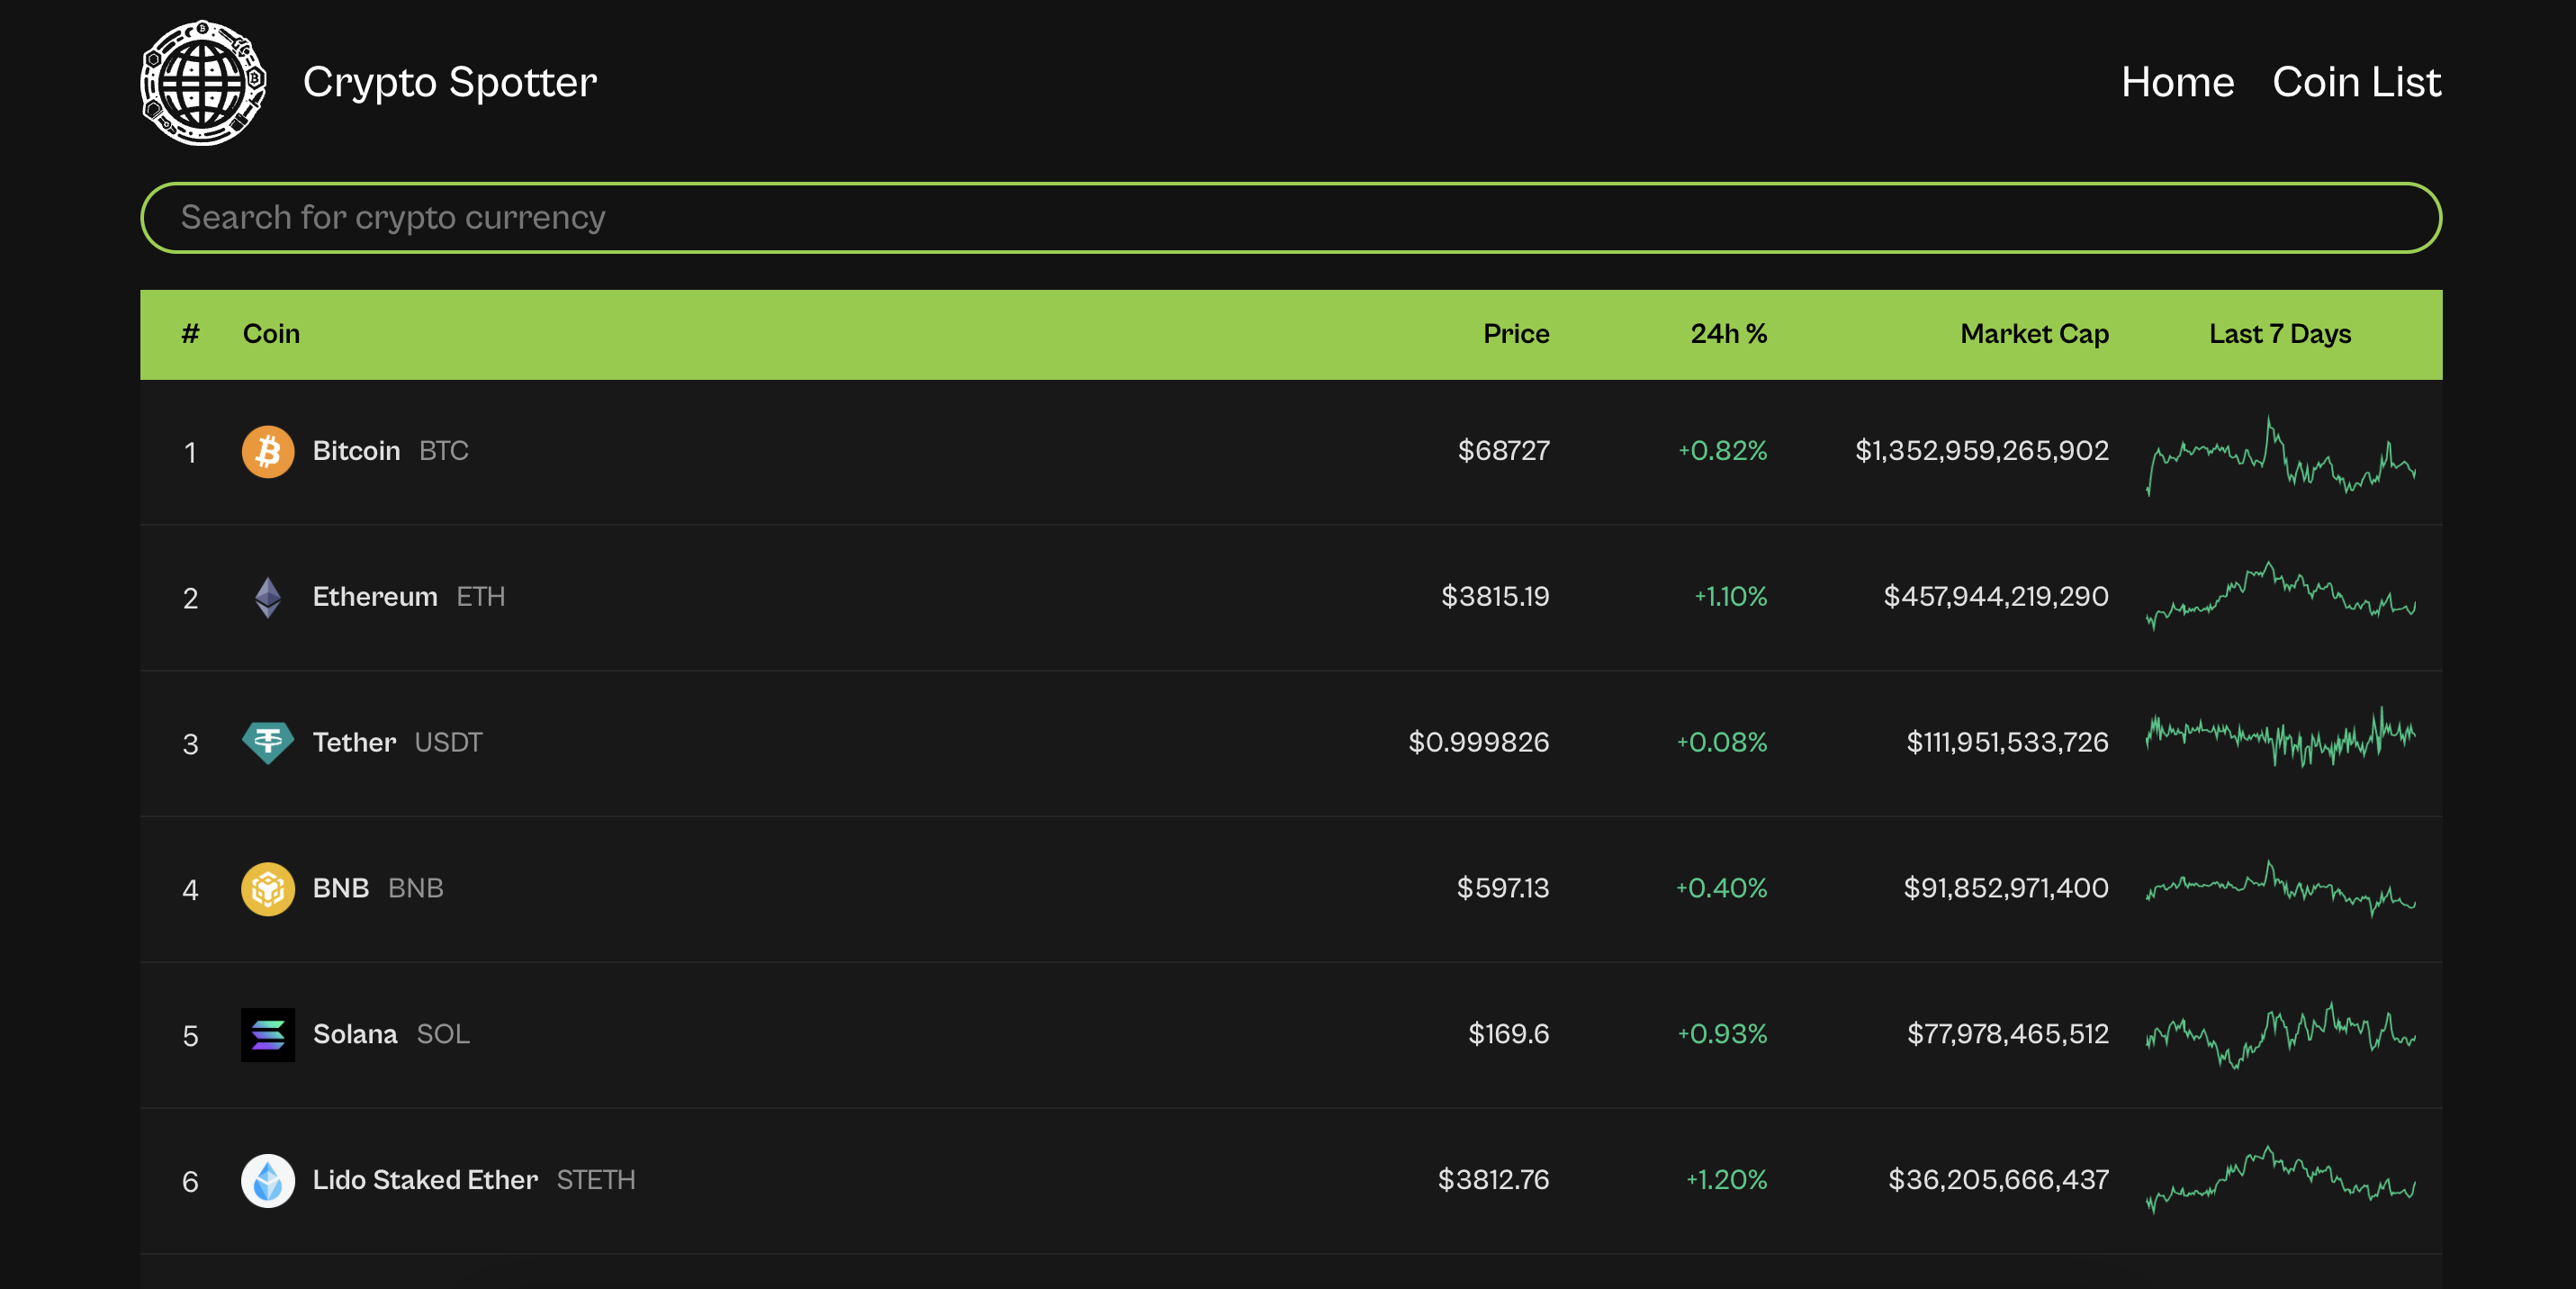 Crypto Spotter Home Coin List
Search for crypto currency
# Coin Price 24h % Market Cap Last 7 Days
1 Bitcoin BTC $68727 +0.82% $1,352,959,265,902
2 Ethereum ETH $3815.19 +1.10% $457,944,219,290
3 Tether USDT $0.999826 +0.08% $111,951,533,726
4 BNB BNB $597.13 +0.40% $91,852,971,400
5 Solana SOL $169.6 +0.93% $77,978,465,512
6 Lido Staked Ether STETH $3812.76 +1.20% $36,205,666,437